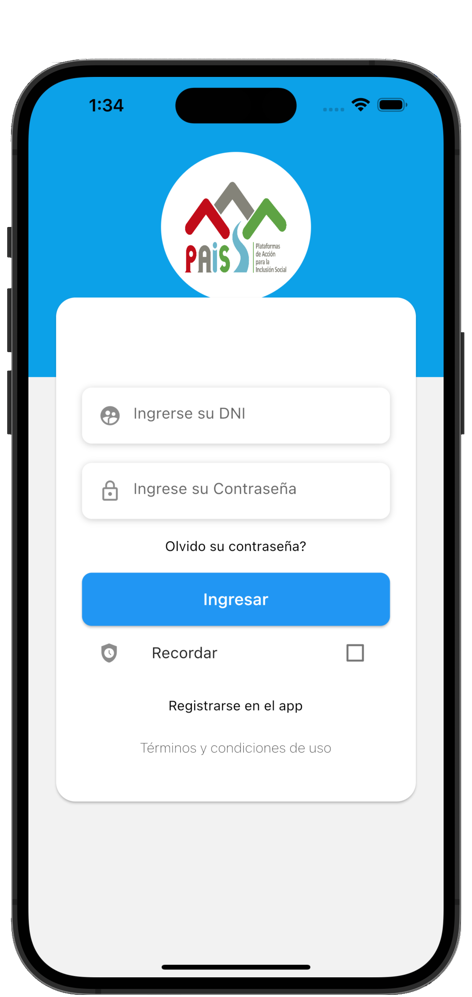 1:34
PAIS
Plataformas
de Acción
para la
Inclusión Social
Ingrerse su DNI
Ingrese su Contraseña
Olvido su contraseña?
Ingresar
Recordar
Registrarse en el app
Términos y condiciones de uso